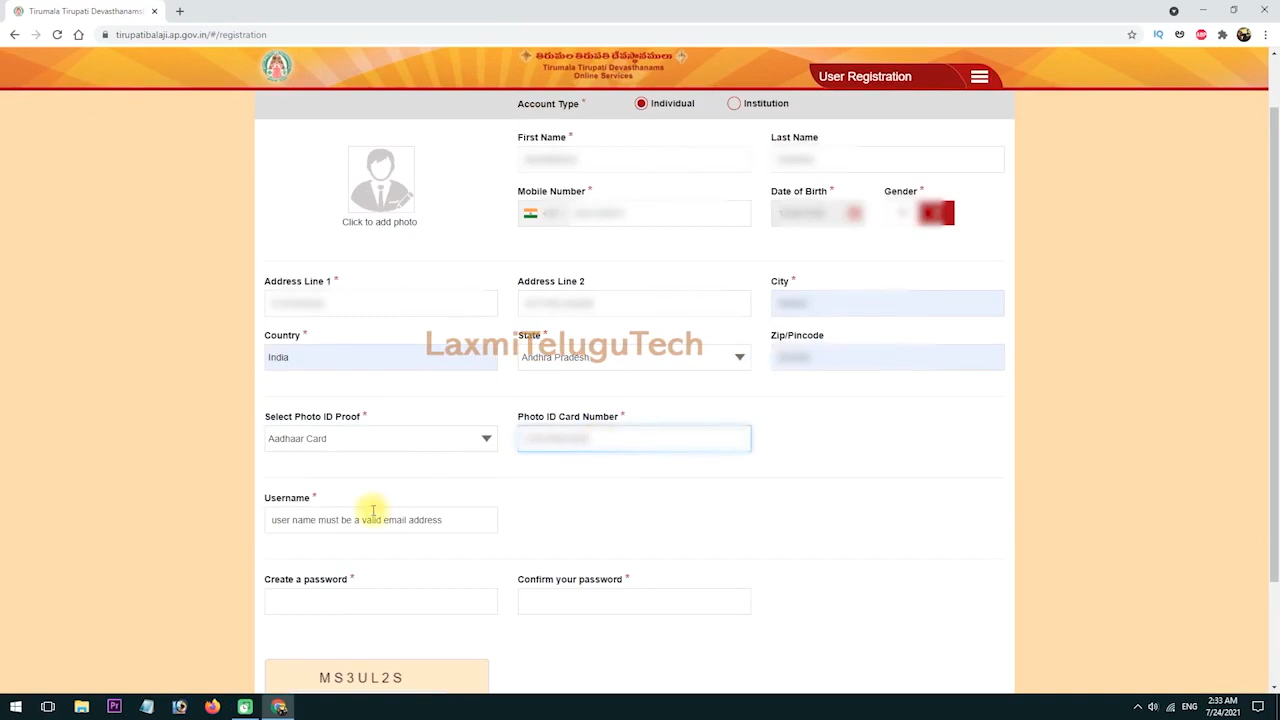 Tirumala Tirupati Devasthanams
tirupatibalaji.ap.gov.in/#/registration
తిరుమల తిరుపతి దేవస్థానములు
Tirumala Tirupati Devasthanams
Online Services
User Registration
Account Type *
Individual
Institution
First Name *
Last Name
Click to add photo
Mobile Number *
Date of Birth *
Gender *
Address Line 1 *
Address Line 2
City *
Country *
State *
Zip/Pincode
India
Andhra Pradesh
LaxmiTeluguTech
Select Photo ID Proof *
Photo ID Card Number *
Aadhaar Card
Username *
user name must be a valid email address
Create a password *
Confirm your password *
MS3UL2S
ENG
2:33 AM
7/24/2021